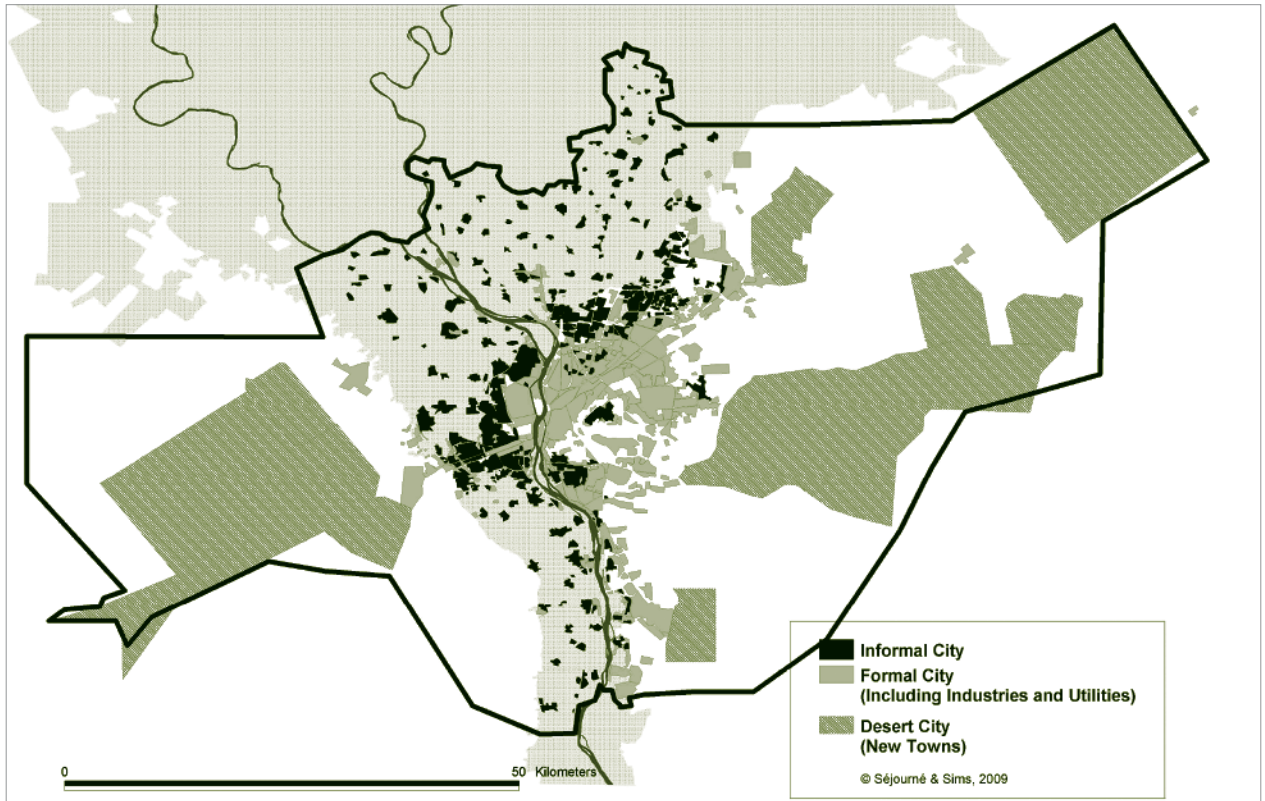 Informal City
Formal City
(Including Industries and Utilities)
Desert City
(New Towns)
© Séjourné & Sims, 2009
0 50 Kilometers